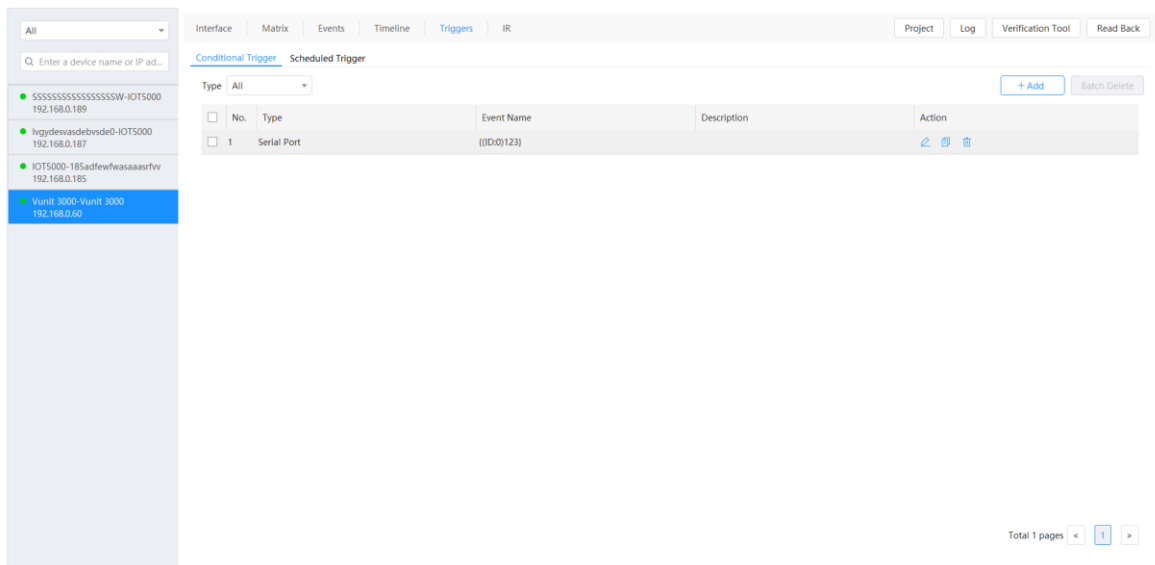 All
Enter a device name or IP ad...
SSSSSSSSSSSSSSSSSW-IOT5000
192.168.0.189
lvgydesvasdebvsde0-IOT5000
192.168.0.187
IOT5000-185adfewfwasaaasrfvv
192.168.0.185
Vunit 3000-Vunit 3000
192.168.0.60
Interface Matrix Events Timeline Triggers IR Project Log Verification Tool Read Back
Conditional Trigger Scheduled Trigger
Type All + Add Batch Delete
No. Type Event Name Description Action
1 Serial Port {(ID:0)123}
Total 1 pages < 1 >